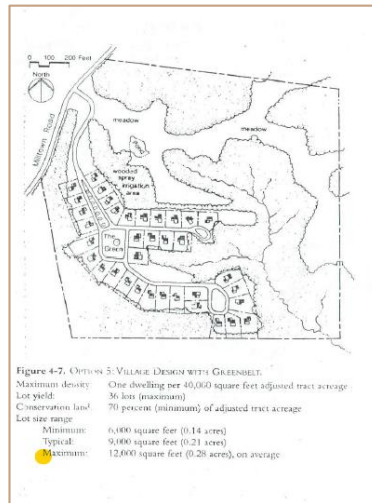 0 100 200 Feet
North
Milltown Road
meadow
meadow
Pond
wooded
spray
irrigation
area
The
Green
Figure 4-7. OPTION 5: VILLAGE DESIGN WITH GREENBELT.
Maximum density: One dwelling per 40,000 square feet adjusted tract acreage
Lot yield: 36 lots (maximum)
Conservation land: 70 percent (minimum) of adjusted tract acreage
Lot size range
Minimum: 6,000 square feet (0.14 acres)
Typical: 9,000 square feet (0.21 acres)
Maximum: 12,000 square feet (0.28 acres), on average